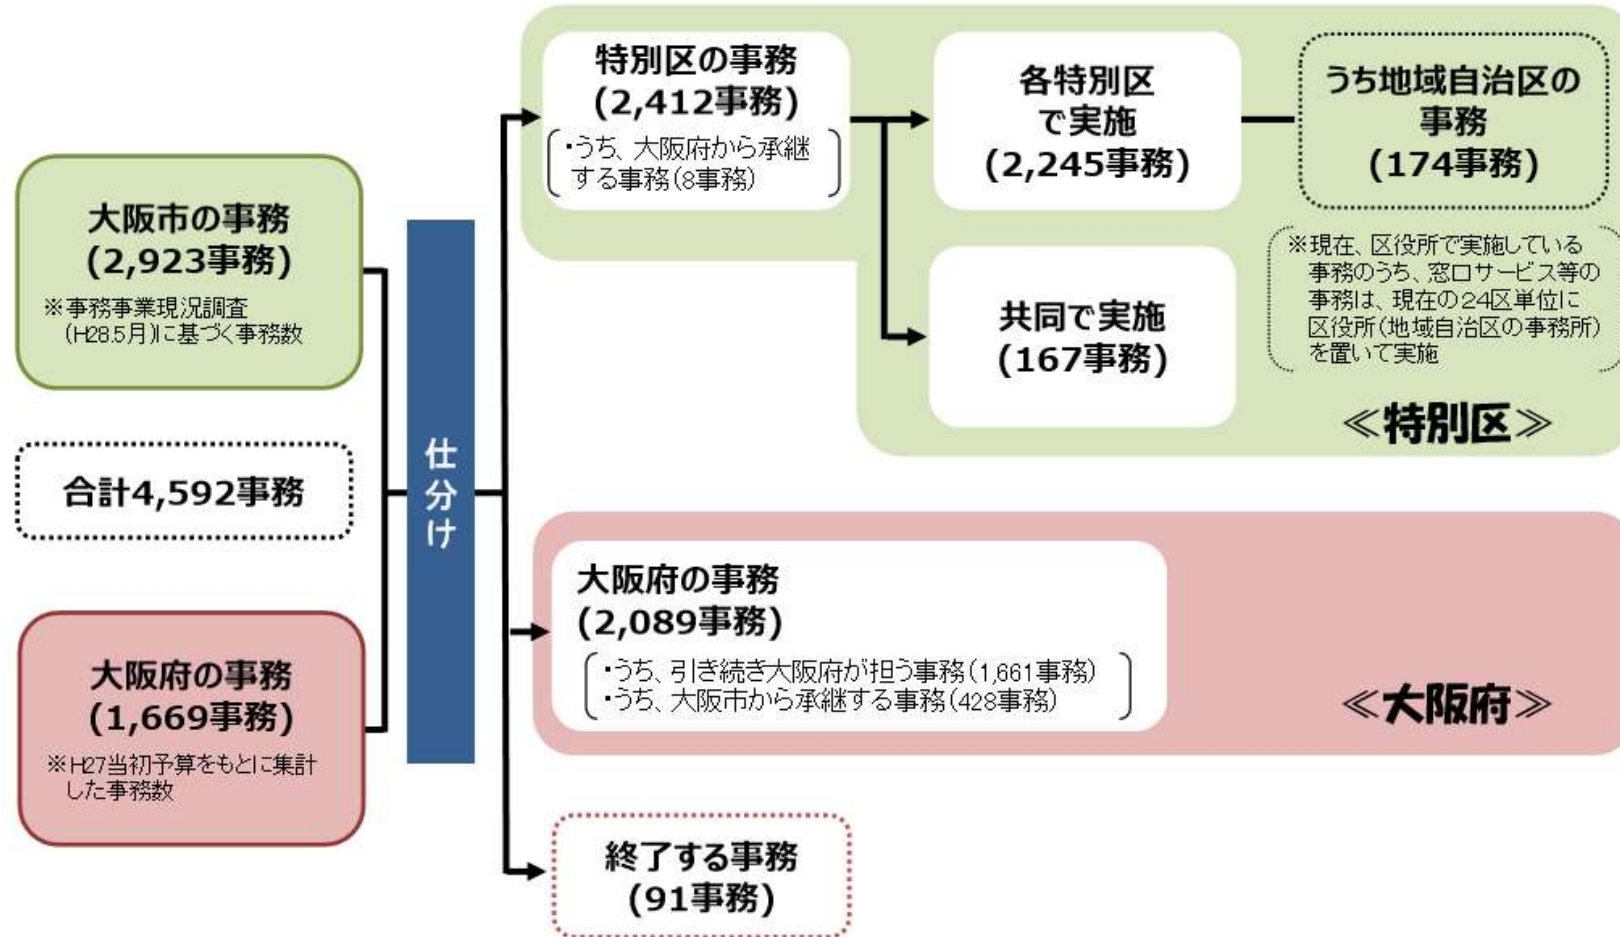 大阪市の事務
(2,923事務)
※事務事業現況調査
(H28.5月)に基づく事務数
合計4,592事務
大阪府の事務
(1,669事務)
※H27当初予算をもとに集計
した事務数
仕分け
特別区の事務
(2,412事務)
・うち、大阪府から承継
する事務(8事務)
各特別区
で実施
(2,245事務)
うち地域自治区の
事務
(174事務)
※現在、区役所で実施している
事務のうち、窓口サービス等の
事務は、現在の24区単位に
区役所(地域自治区の事務所)
を置いて実施
共同で実施
(167事務)
≪特別区≫
大阪府の事務
(2,089事務)
・うち、引き続き大阪府が担う事務(1,661事務)
・うち、大阪市から承継する事務(428事務)
≪大阪府≫
終了する事務
(91事務)